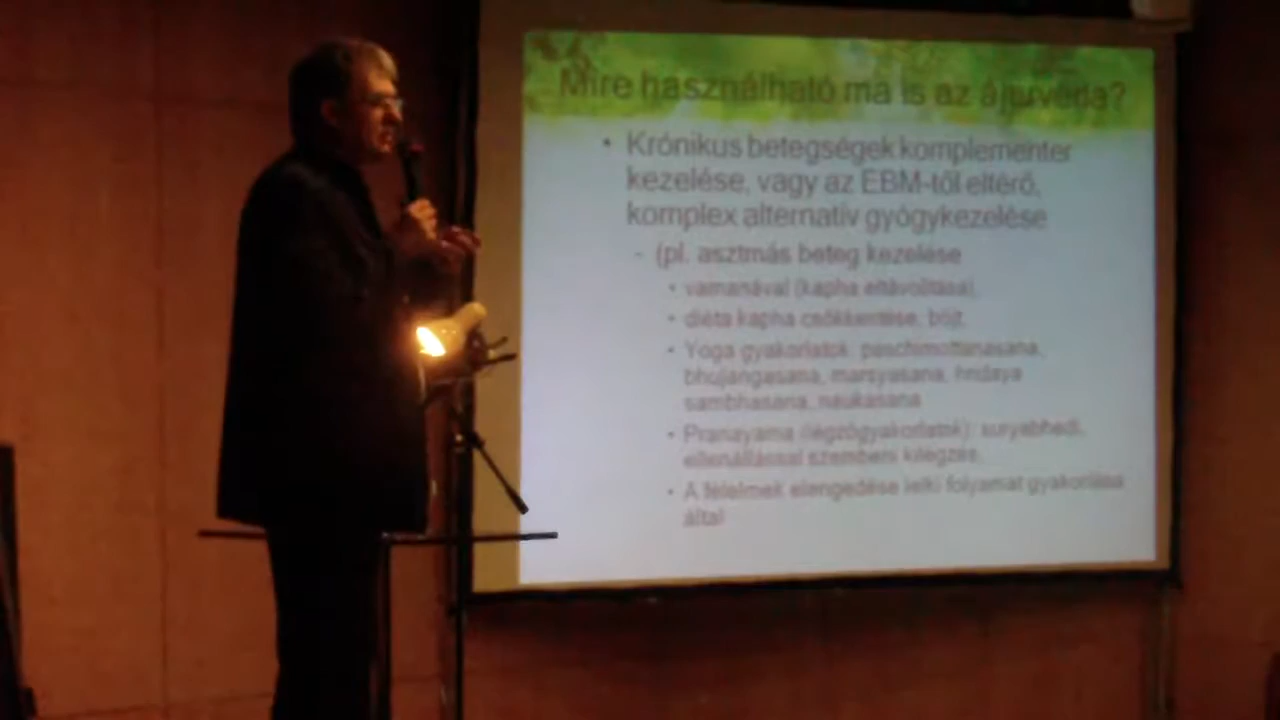 Mire használható ma is az ájurvéda?
• Krónikus betegségek komplementer
kezelése, vagy az EBM-től eltérő,
komplex alternatív gyógykezelése
- (pl. asztmás beteg kezelése
• vamanával (kapha eltávolítása),
• diéta kapha csökkentése, böjt,
• Yoga gyakorlatok: paschimottanasana,
bhujangasana, matsyasana, hridaya
sambhasana, naukasana
• Pranayama (légzőgyakorlatok): suryabhedi,
ellenállással szembeni kilégzés,
• A félelmek elengedése lelki folyamat gyakorlása
által